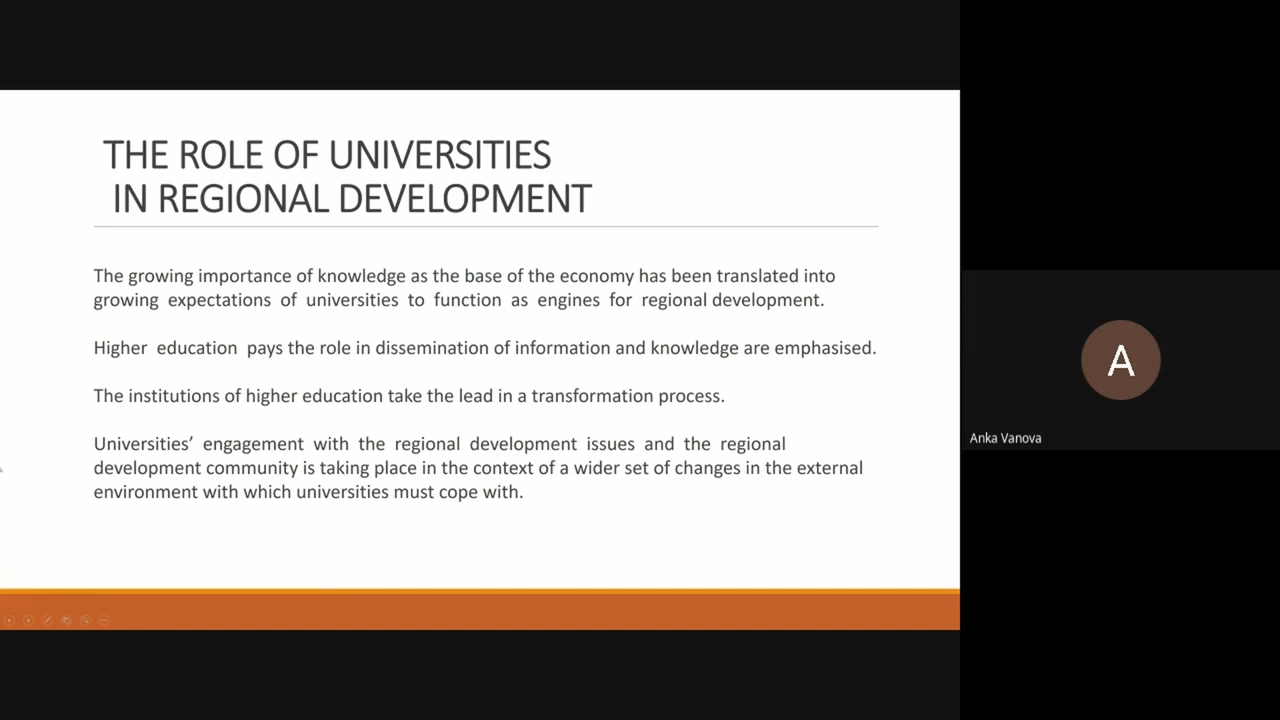 THE ROLE OF UNIVERSITIES
IN REGIONAL DEVELOPMENT
The growing importance of knowledge as the base of the economy has been translated into
growing expectations of universities to function as engines for regional development.
Higher education pays the role in dissemination of information and knowledge are emphasised.
The institutions of higher education take the lead in a transformation process.
Universities’ engagement with the regional development issues and the regional
development community is taking place in the context of a wider set of changes in the external
environment with which universities must cope with.
A
Anka Vanova